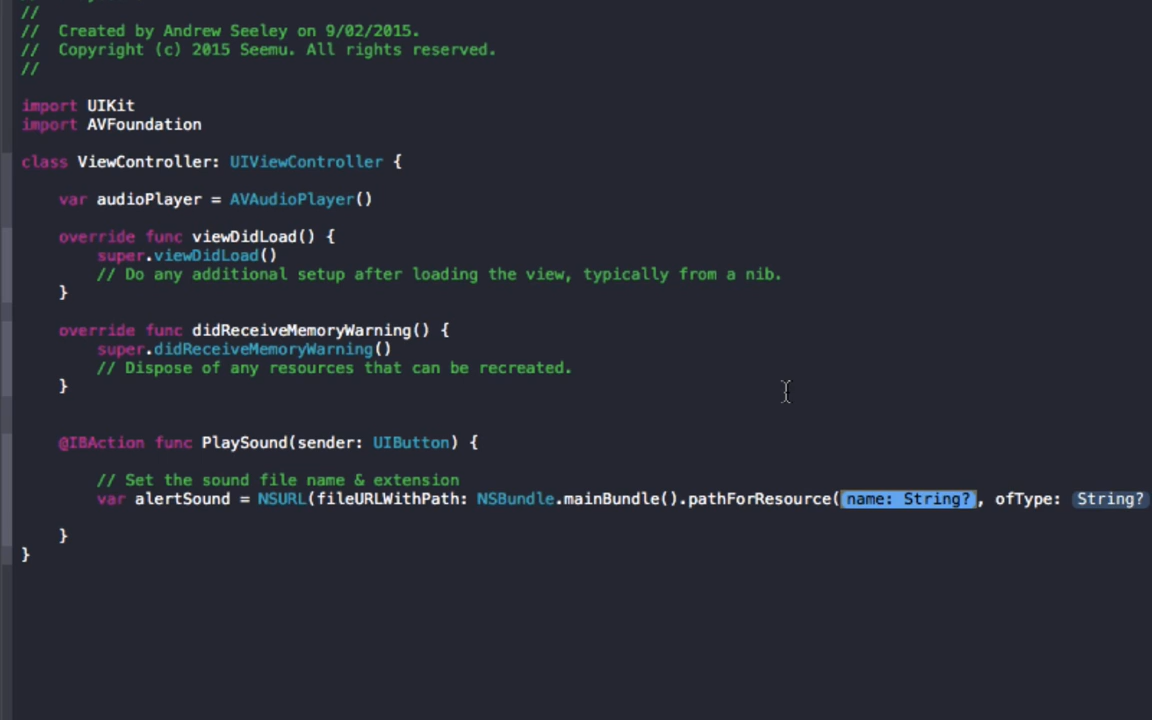 //
// Created by Andrew Seeley on 9/02/2015.
// Copyright (c) 2015 Seemu. All rights reserved.
//
import UIKit
import AVFoundation
class ViewController: UIViewController {
var audioPlayer = AVAudioPlayer()
override func viewDidLoad() {
super.viewDidLoad()
// Do any additional setup after loading the view, typically from a nib.
}
override func didReceiveMemoryWarning() {
super.didReceiveMemoryWarning()
// Dispose of any resources that can be recreated.
}
@IBAction func PlaySound(sender: UIButton) {
// Set the sound file name & extension
var alertSound = NSURL(fileURLWithPath: NSBundle.mainBundle().pathForResource(name: String?, ofType: String?
}
}